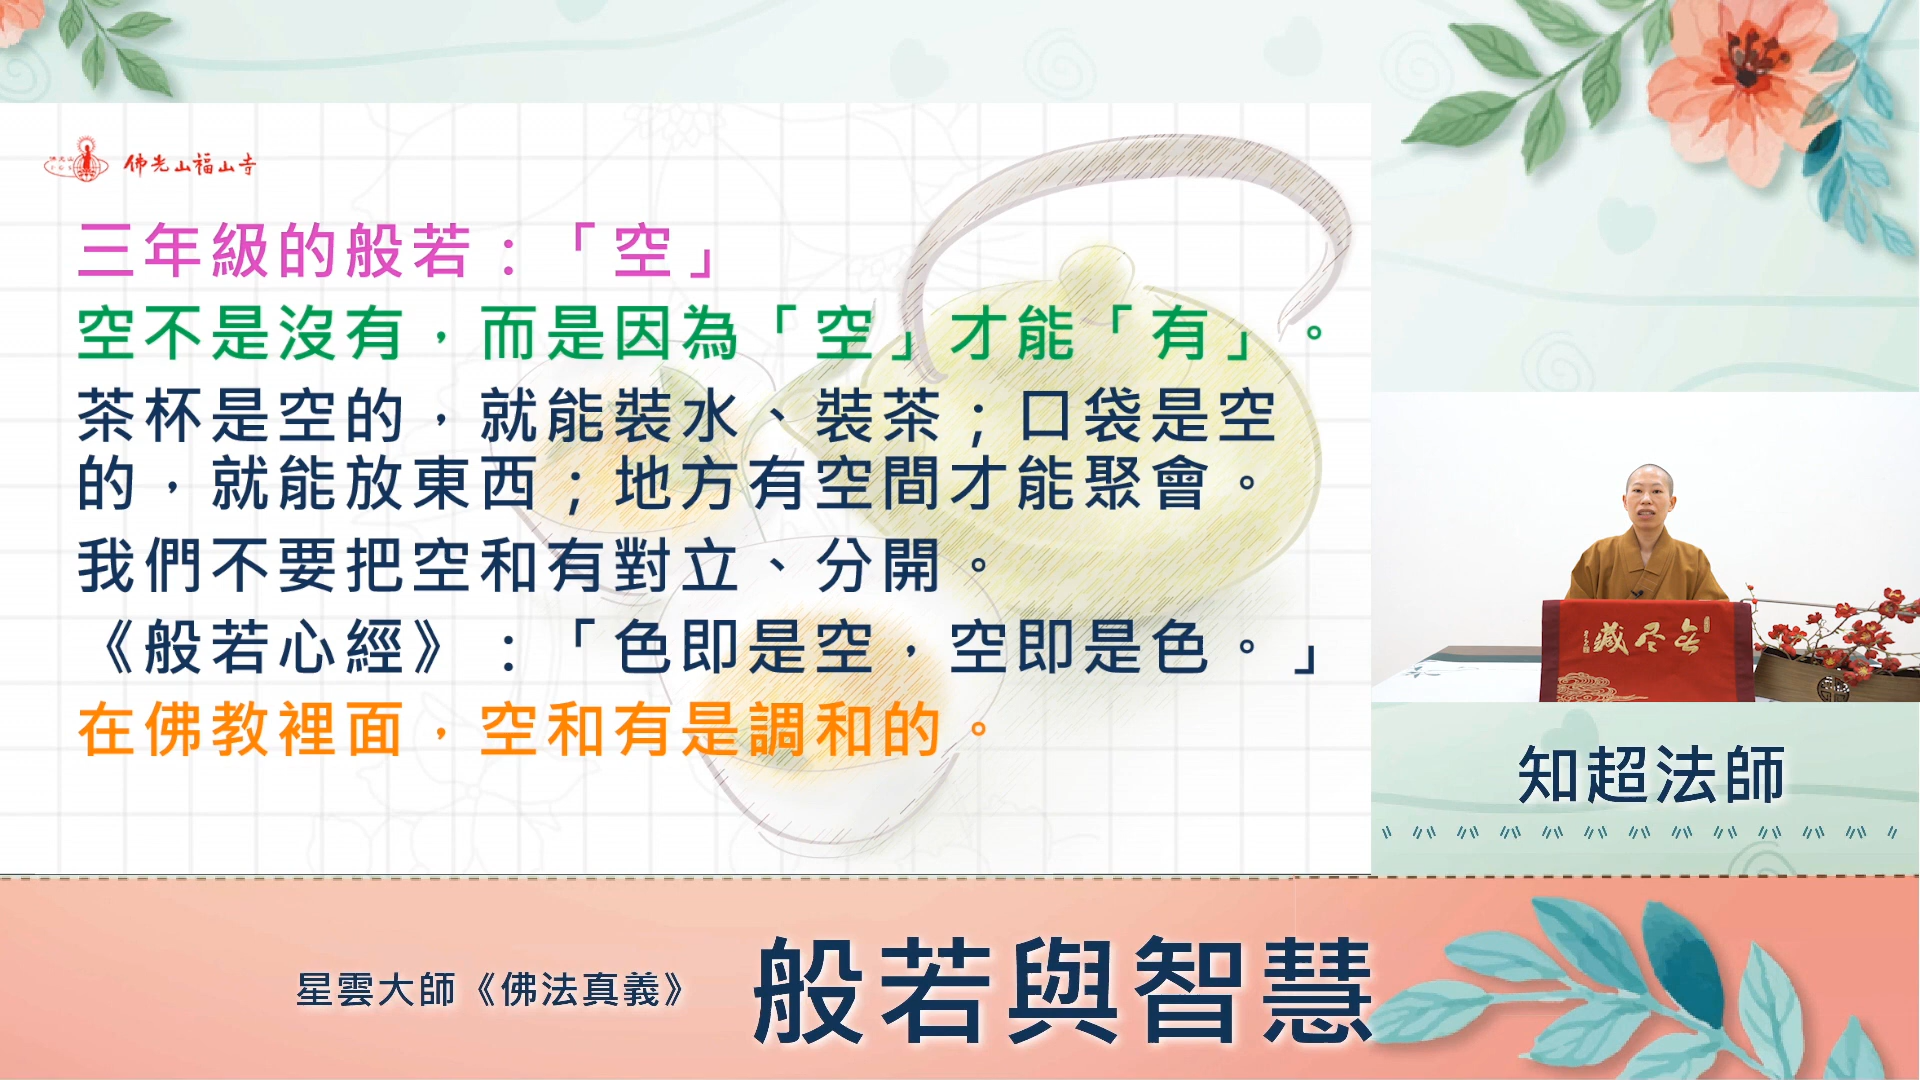 佛光山福山寺
三年級的般若：「空」
空不是沒有，而是因為「空」才能「有」。
茶杯是空的，就能裝水、裝茶；口袋是空
的，就能放東西；地方有空間才能聚會。
我們不要把空和有對立、分開。
《般若心經》：「色即是空，空即是色。」
在佛教裡面，空和有是調和的。
知超法師
星雲大師《佛法真義》
般若與智慧